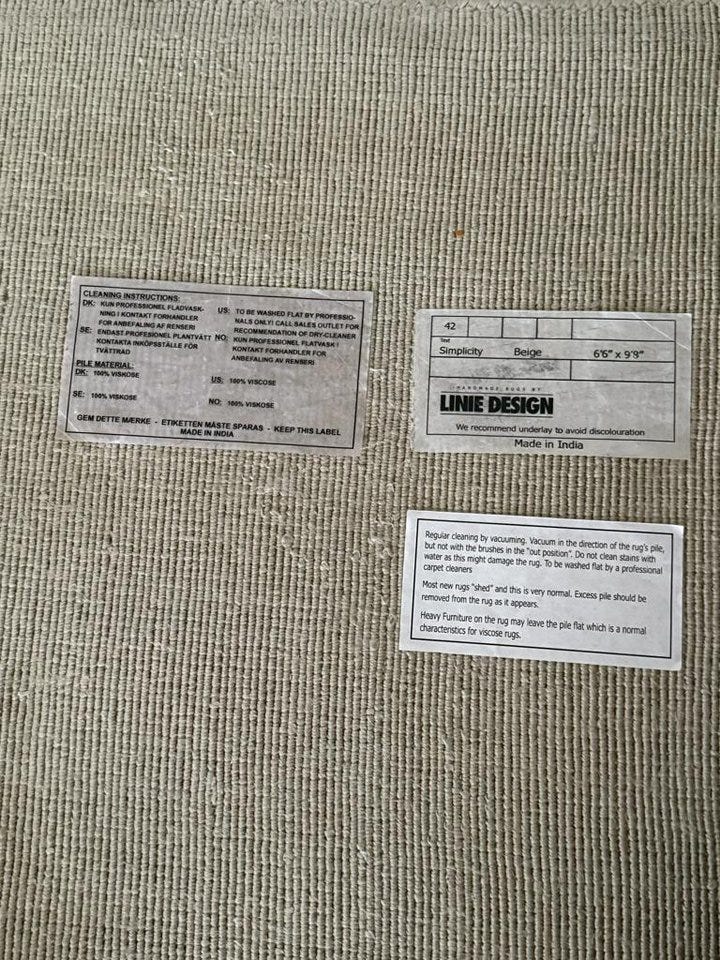 CLEANING INSTRUCTIONS:
DK: KUN PROFESSIONEL FLADVASK-
NING I KONTAKT FORHANDLER
FOR ANBEFALING AF RENSERI
SE: ENDAST PROFESIONEL PLANTVÄTT
KONTAKTA INKÖPSSTÄLLE FÖR
TVÄTTRAD
US: TO BE WASHED FLAT BY PROFESSIO-
NALS ONLY! CALL SALES OUTLET FOR
RECOMMENDATION OF DRY-CLEANER
NO: KUN PROFESSIONEL FLATVASK !
KONTAKT FORHANDLER FOR
ANBEFALING AV RENSERI
PILE MATERIAL:
DK: 100% VISKOSE
US: 100% VISCOSE
SE: 100% VISKOSE
NO: 100% VISKOSE
GEM DETTE MÆRKE - ETIKETTEN MÅSTE SPARAS - KEEP THIS LABEL
MADE IN INDIA
42
Simplicity Beige 6'6" x 9'8"
HANDMADE RUGS BY
LINIE DESIGN
We recommend underlay to avoid discolouration
Made in India
Regular cleaning by vacuuming. Vacuum in the direction of the rug's pile,
but not with the brushes in the "out position". Do not clean stains with
water as this might damage the rug. To be washed flat by a professional
carpet cleaners
Most new rugs "shed" and this is very normal. Excess pile should be
removed from the rug as it appears.
Heavy Furniture on the rug may leave the pile flat which is a normal
characteristics for viscose rugs.